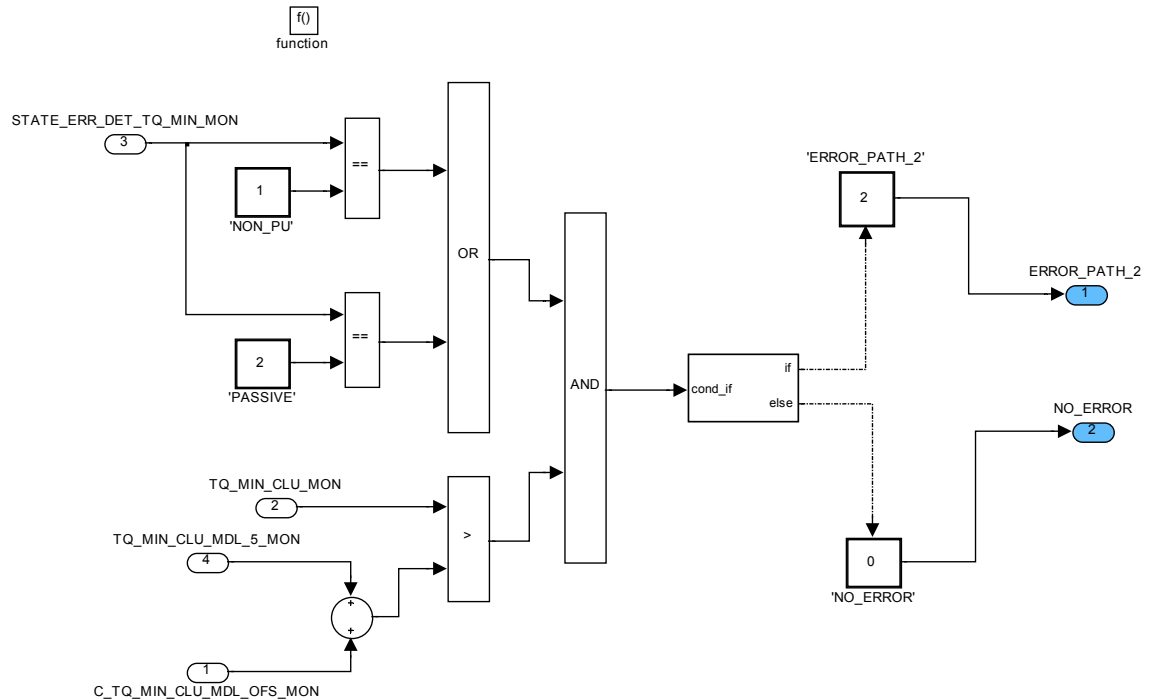 f()
function
STATE_ERR_DET_TQ_MIN_MON
3
==
1
'NON_PU'
OR
==
2
'PASSIVE'
AND
cond_if
if
else
'ERROR_PATH_2'
2
ERROR_PATH_2
1
NO_ERROR
2
0
'NO_ERROR'
TQ_MIN_CLU_MON
2
>
TQ_MIN_CLU_MDL_5_MON
4
+
+
1
C_TQ_MIN_CLU_MDL_OFS_MON